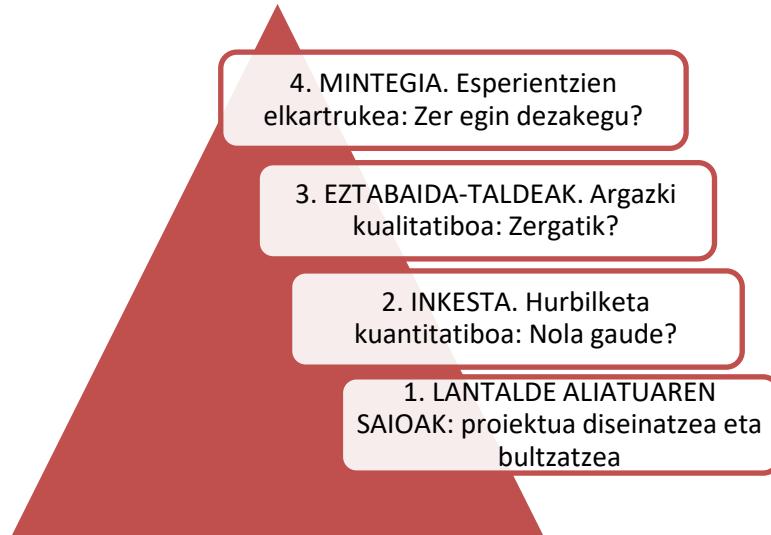 4. MINTEGIA. Esperientzien
elkartrukea: Zer egin dezakegu?
3. EZTABAIDA-TALDEAK. Argazki
kualitatiboa: Zergatik?
2. INKESTA. Hurbilketa
kuantitatiboa: Nola gaude?
1. LANTALDE ALIATUAREN
SAIOAK: proiektua diseinatzea eta
bultzatzea